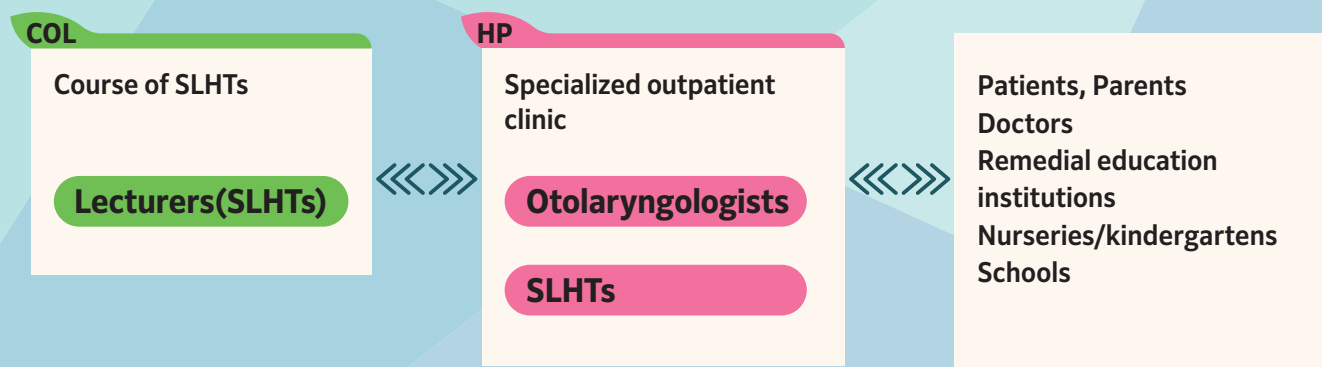 COL
Course of SLHTs
Lecturers(SLHTs)
HP
Specialized outpatient
clinic
Otolaryngologists
SLHTs
Patients, Parents
Doctors
Remedial education
institutions
Nurseries/kindergartens
Schools